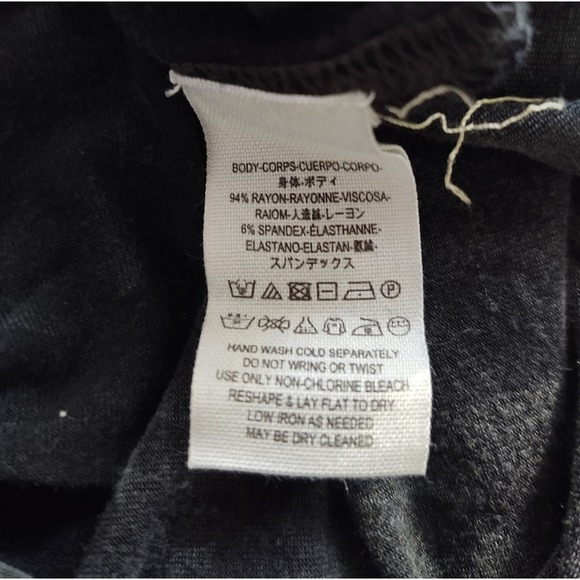 BODY-CORPS-CUERPO-CORPO-
身体-ボディ
94% RAYON-RAYONNE-VISCOSA-
RAIOM-人造絲-レーヨン
6% SPANDEX-ÉLASTHANNE-
ELASTANO-ELASTAN-
スパンデックス
P
HAND WASH COLD SEPARATELY
DO NOT WRING OR TWIST
USE ONLY NON-CHLORINE BLEACH
RESHAPE & LAY FLAT TO DRY
LOW IRON AS NEEDED
MAY BE DRY CLEANED